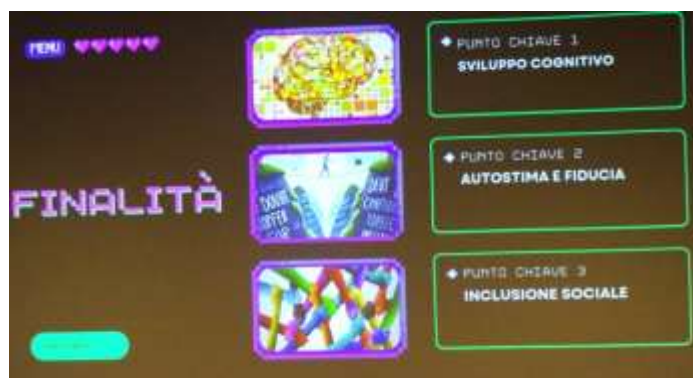 MENU
FINALITÀ
PUNTO CHIAVE 1
SVILUPPO COGNITIVO
PUNTO CHIAVE 2
AUTOSTIMA E FIDUCIA
PUNTO CHIAVE 3
INCLUSIONE SOCIALE